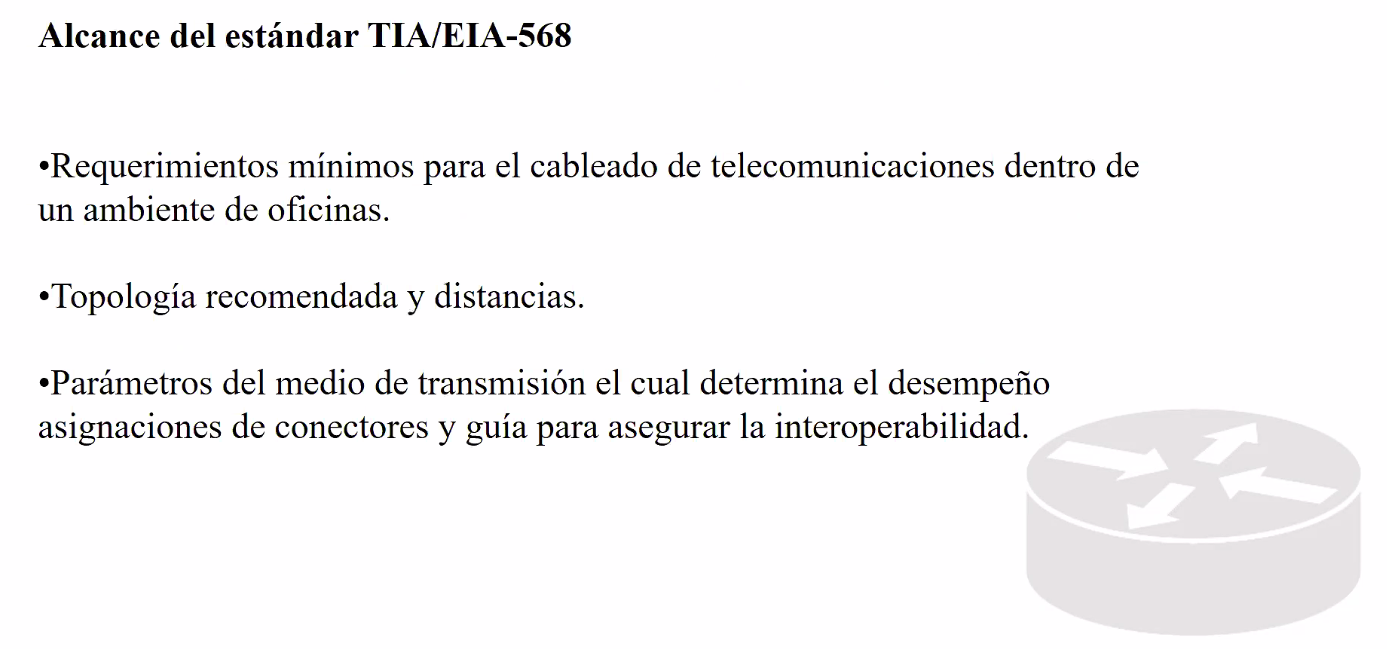 Alcance del estándar TIA/EIA-568
•Requerimientos mínimos para el cableado de telecomunicaciones dentro de
un ambiente de oficinas.
•Topología recomendada y distancias.
•Parámetros del medio de transmisión el cual determina el desempeño
asignaciones de conectores y guía para asegurar la interoperabilidad.